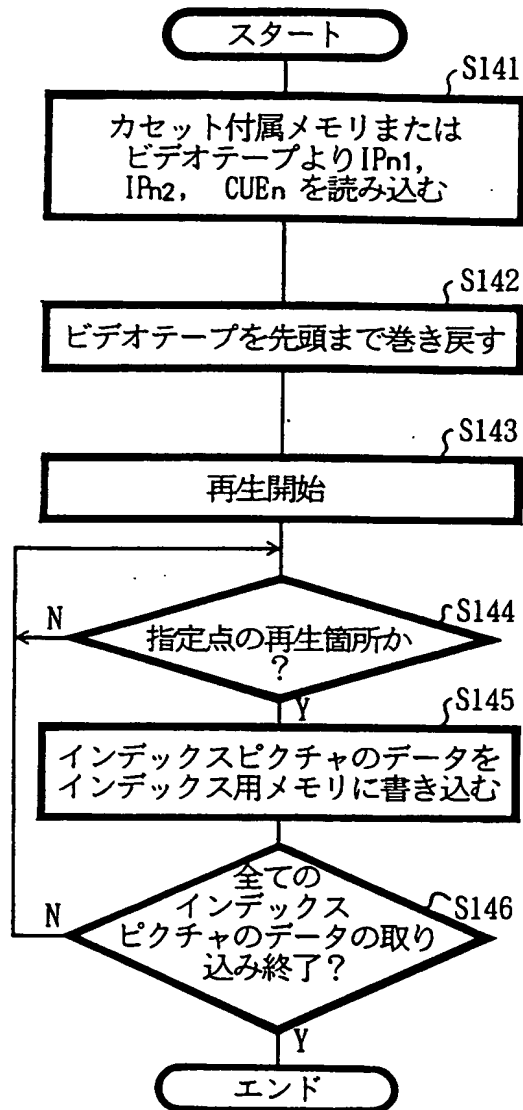 スタート
S141
カセット付属メモリまたは
ビデオテープよりIPn1,
IPn2, CUEn を読み込む
S142
ビデオテープを先頭まで巻き戻す
S143
再生開始
S144
N
指定点の再生箇所か
?
Y
S145
インデックスピクチャのデータを
インデックス用メモリに書き込む
全ての
インデックス
N
S146
ピクチャのデータの取り
込み終了?
Y
エンド